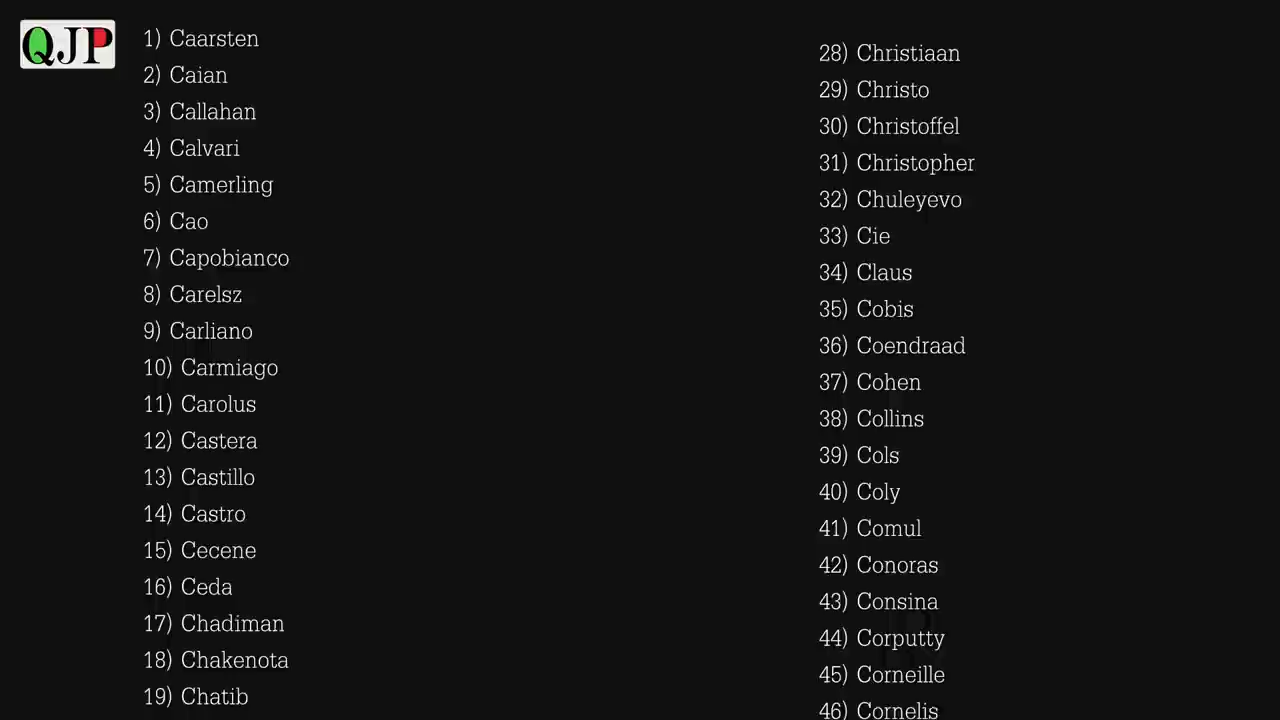 QJP
1) Caarsten
2) Caian
3) Callahan
4) Calvari
5) Camerling
6) Cao
7) Capobianco
8) Carelsz
9) Carliano
10) Carmiago
11) Carolus
12) Castera
13) Castillo
14) Castro
15) Cecene
16) Ceda
17) Chadiman
18) Chakenota
19) Chatib
28) Christiaan
29) Christo
30) Christoffel
31) Christopher
32) Chuleyevo
33) Cie
34) Claus
35) Cobis
36) Coendraad
37) Cohen
38) Collins
39) Cols
40) Coly
41) Comul
42) Conoras
43) Consina
44) Corputty
45) Corneille
46) Cornelis